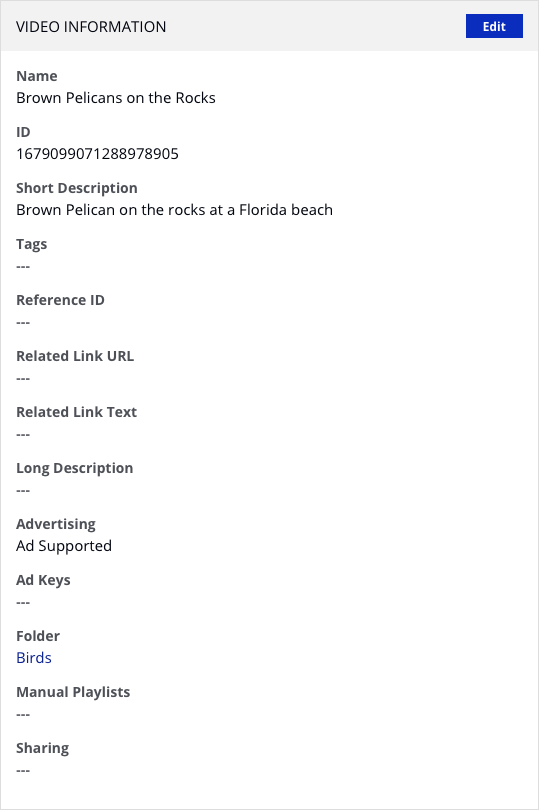 VIDEO INFORMATION
Edit
Name
Brown Pelicans on the Rocks
ID
1679099071288978905
Short Description
Brown Pelican on the rocks at a Florida beach
Tags
---
Reference ID
---
Related Link URL
---
Related Link Text
---
Long Description
---
Advertising
Ad Supported
Ad Keys
---
Folder
Birds
Manual Playlists
---
Sharing
---